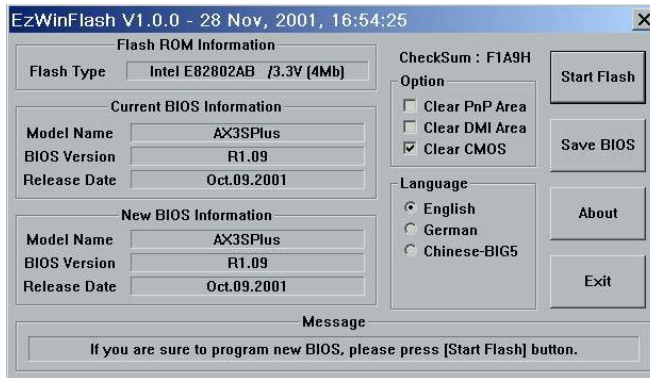 EzWinFlash V1.0.0 - 28 Nov, 2001, 16:54:25
Flash ROM Information
Flash Type Intel E82802AB /3.3V (4Mb)
Current BIOS Information
Model Name AX3SPlus
BIOS Version R1.09
Release Date Oct.09.2001
New BIOS Information
Model Name AX3SPlus
BIOS Version R1.09
Release Date Oct.09.2001
CheckSum : F1A9H
Option
Clear PnP Area
Clear DMI Area
Clear CMOS
Language
English
German
Chinese-BIG5
Start Flash
Save BIOS
About
Exit
Message
If you are sure to program new BIOS, please press [Start Flash] button.